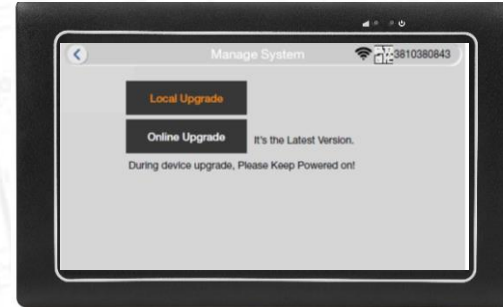 Manage System
3810380843
Local Upgrade
Online Upgrade
It's the Latest Version.
During device upgrade, Please Keep Powered on!